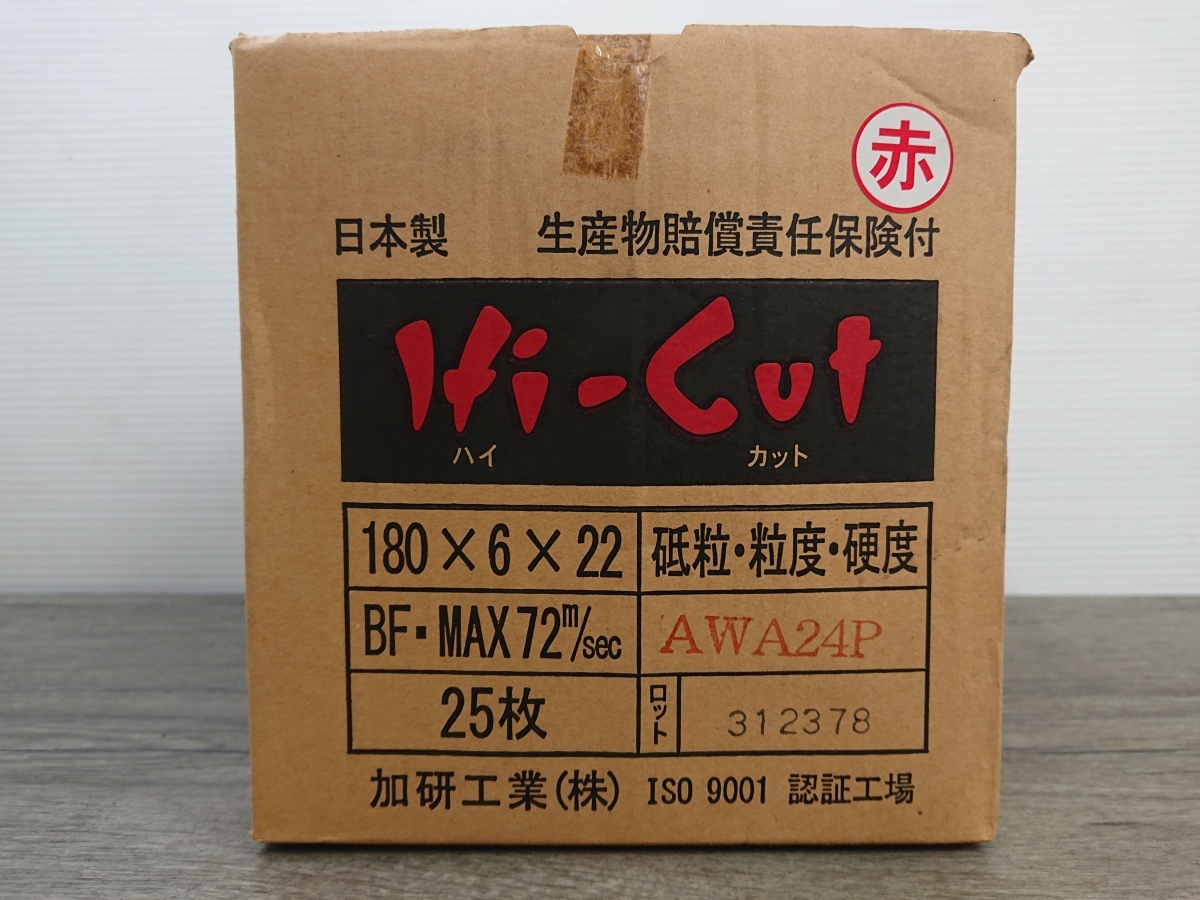 赤
日本製 生産物賠償責任保険付
Hi-Cut
ハイ カット
180×6×22 砥粒・粒度・硬度
BF・MAX72m/sec AWA24P
25枚 ロット 312378
加研工業(株) ISO 9001 認証工場